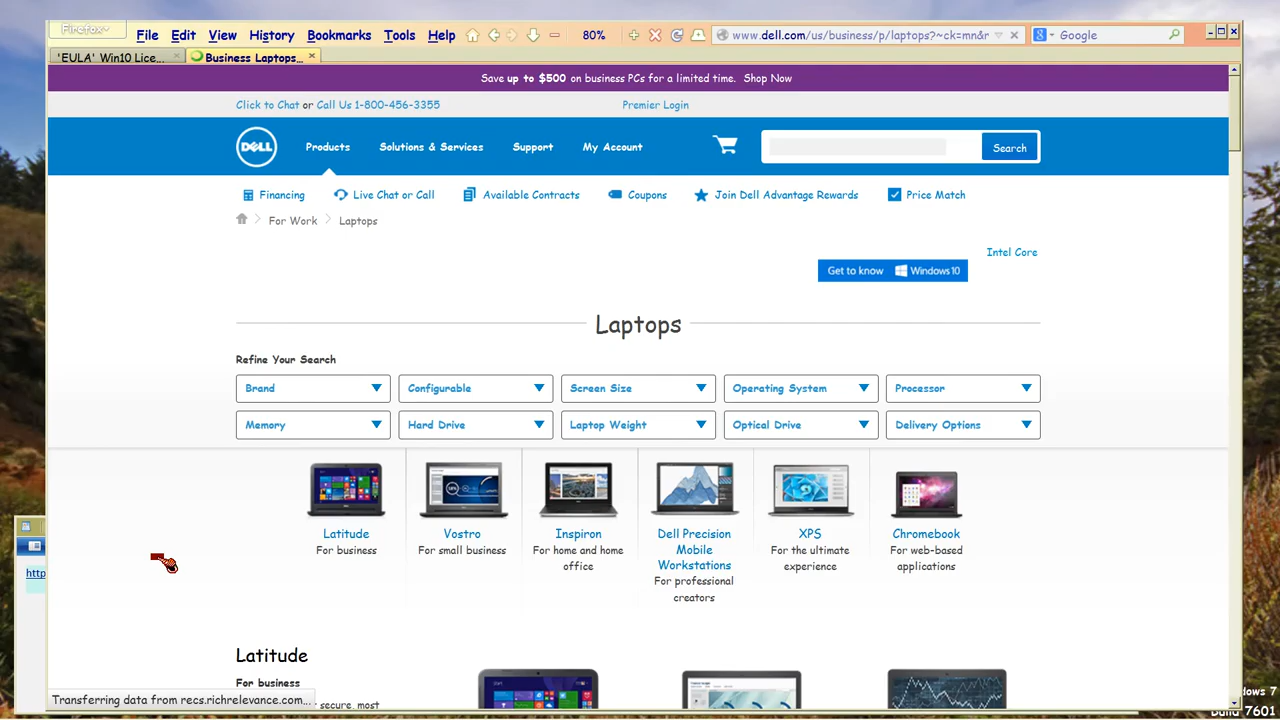 Firefox
File Edit View History Bookmarks Tools Help 80% www.dell.com/us/business/p/laptops?~ck=mn&r Google
'EULA' Win10 Lice... Business Laptops...
Save up to $500 on business PCs for a limited time. Shop Now
Click to Chat or Call Us 1-800-456-3355 Premier Login
DELL Products Solutions & Services Support My Account Search
Financing Live Chat or Call Available Contracts Coupons Join Dell Advantage Rewards Price Match
For Work Laptops
Intel Core
Get to know Windows 10
Laptops
Refine Your Search
Brand Configurable Screen Size Operating System Processor
Memory Hard Drive Laptop Weight Optical Drive Delivery Options
Latitude
For business
Vostro
For small business
Inspiron
For home and home
office
Dell Precision
Mobile
Workstations
For professional
creators
XPS
For the ultimate
experience
Chromebook
For web-based
applications
http
Latitude
For business
secure, most
Transferring data from recs.richrelevance.com...
dows 7
Build 7601